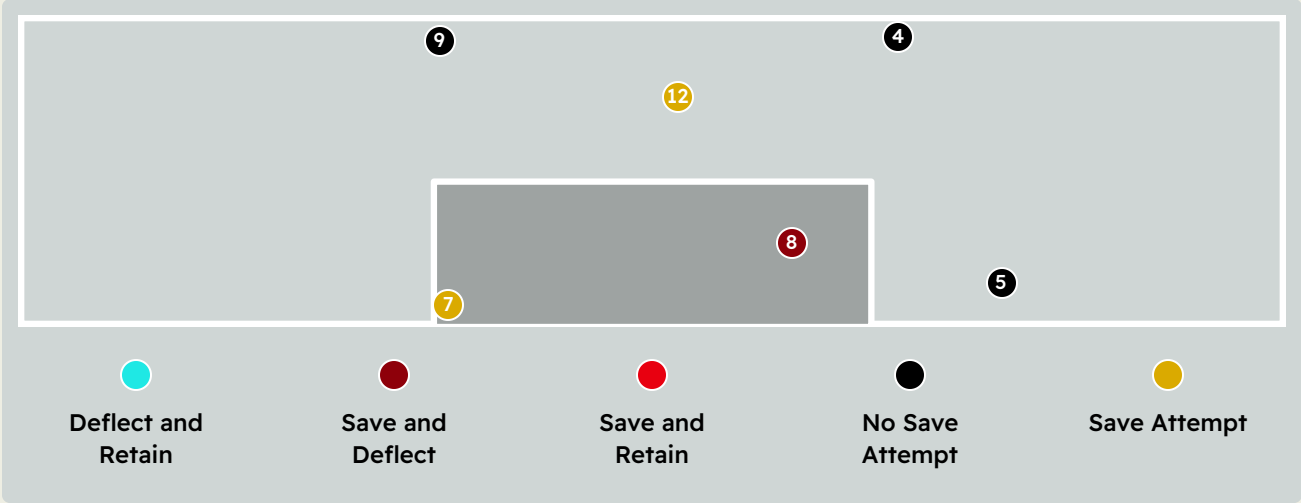 9
4
12
8
5
7
Deflect and
Retain
Save and
Deflect
Save and
Retain
No Save
Attempt
Save Attempt